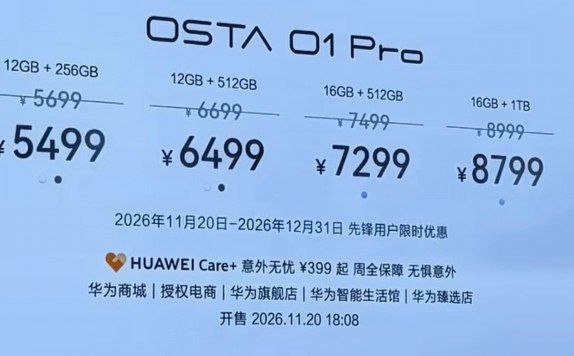 OSTA O1 Pro
12GB + 256GB 12GB + 512GB 16GB + 512GB 16GB + 1TB
¥ 5699 ¥ 6699 ¥ 7499 ¥ 8999
¥ 5499 ¥ 6499 ¥ 7299 ¥ 8799
2026年11月20日-2026年12月31日 先锋用户限时优惠
HUAWEI Care+ 意外无忧 ¥399 起 周全保障 无惧意外
华为商城 | 授权电商 | 华为旗舰店 | 华为智能生活馆 | 华为臻选店
开售 2026.11.20 18:08